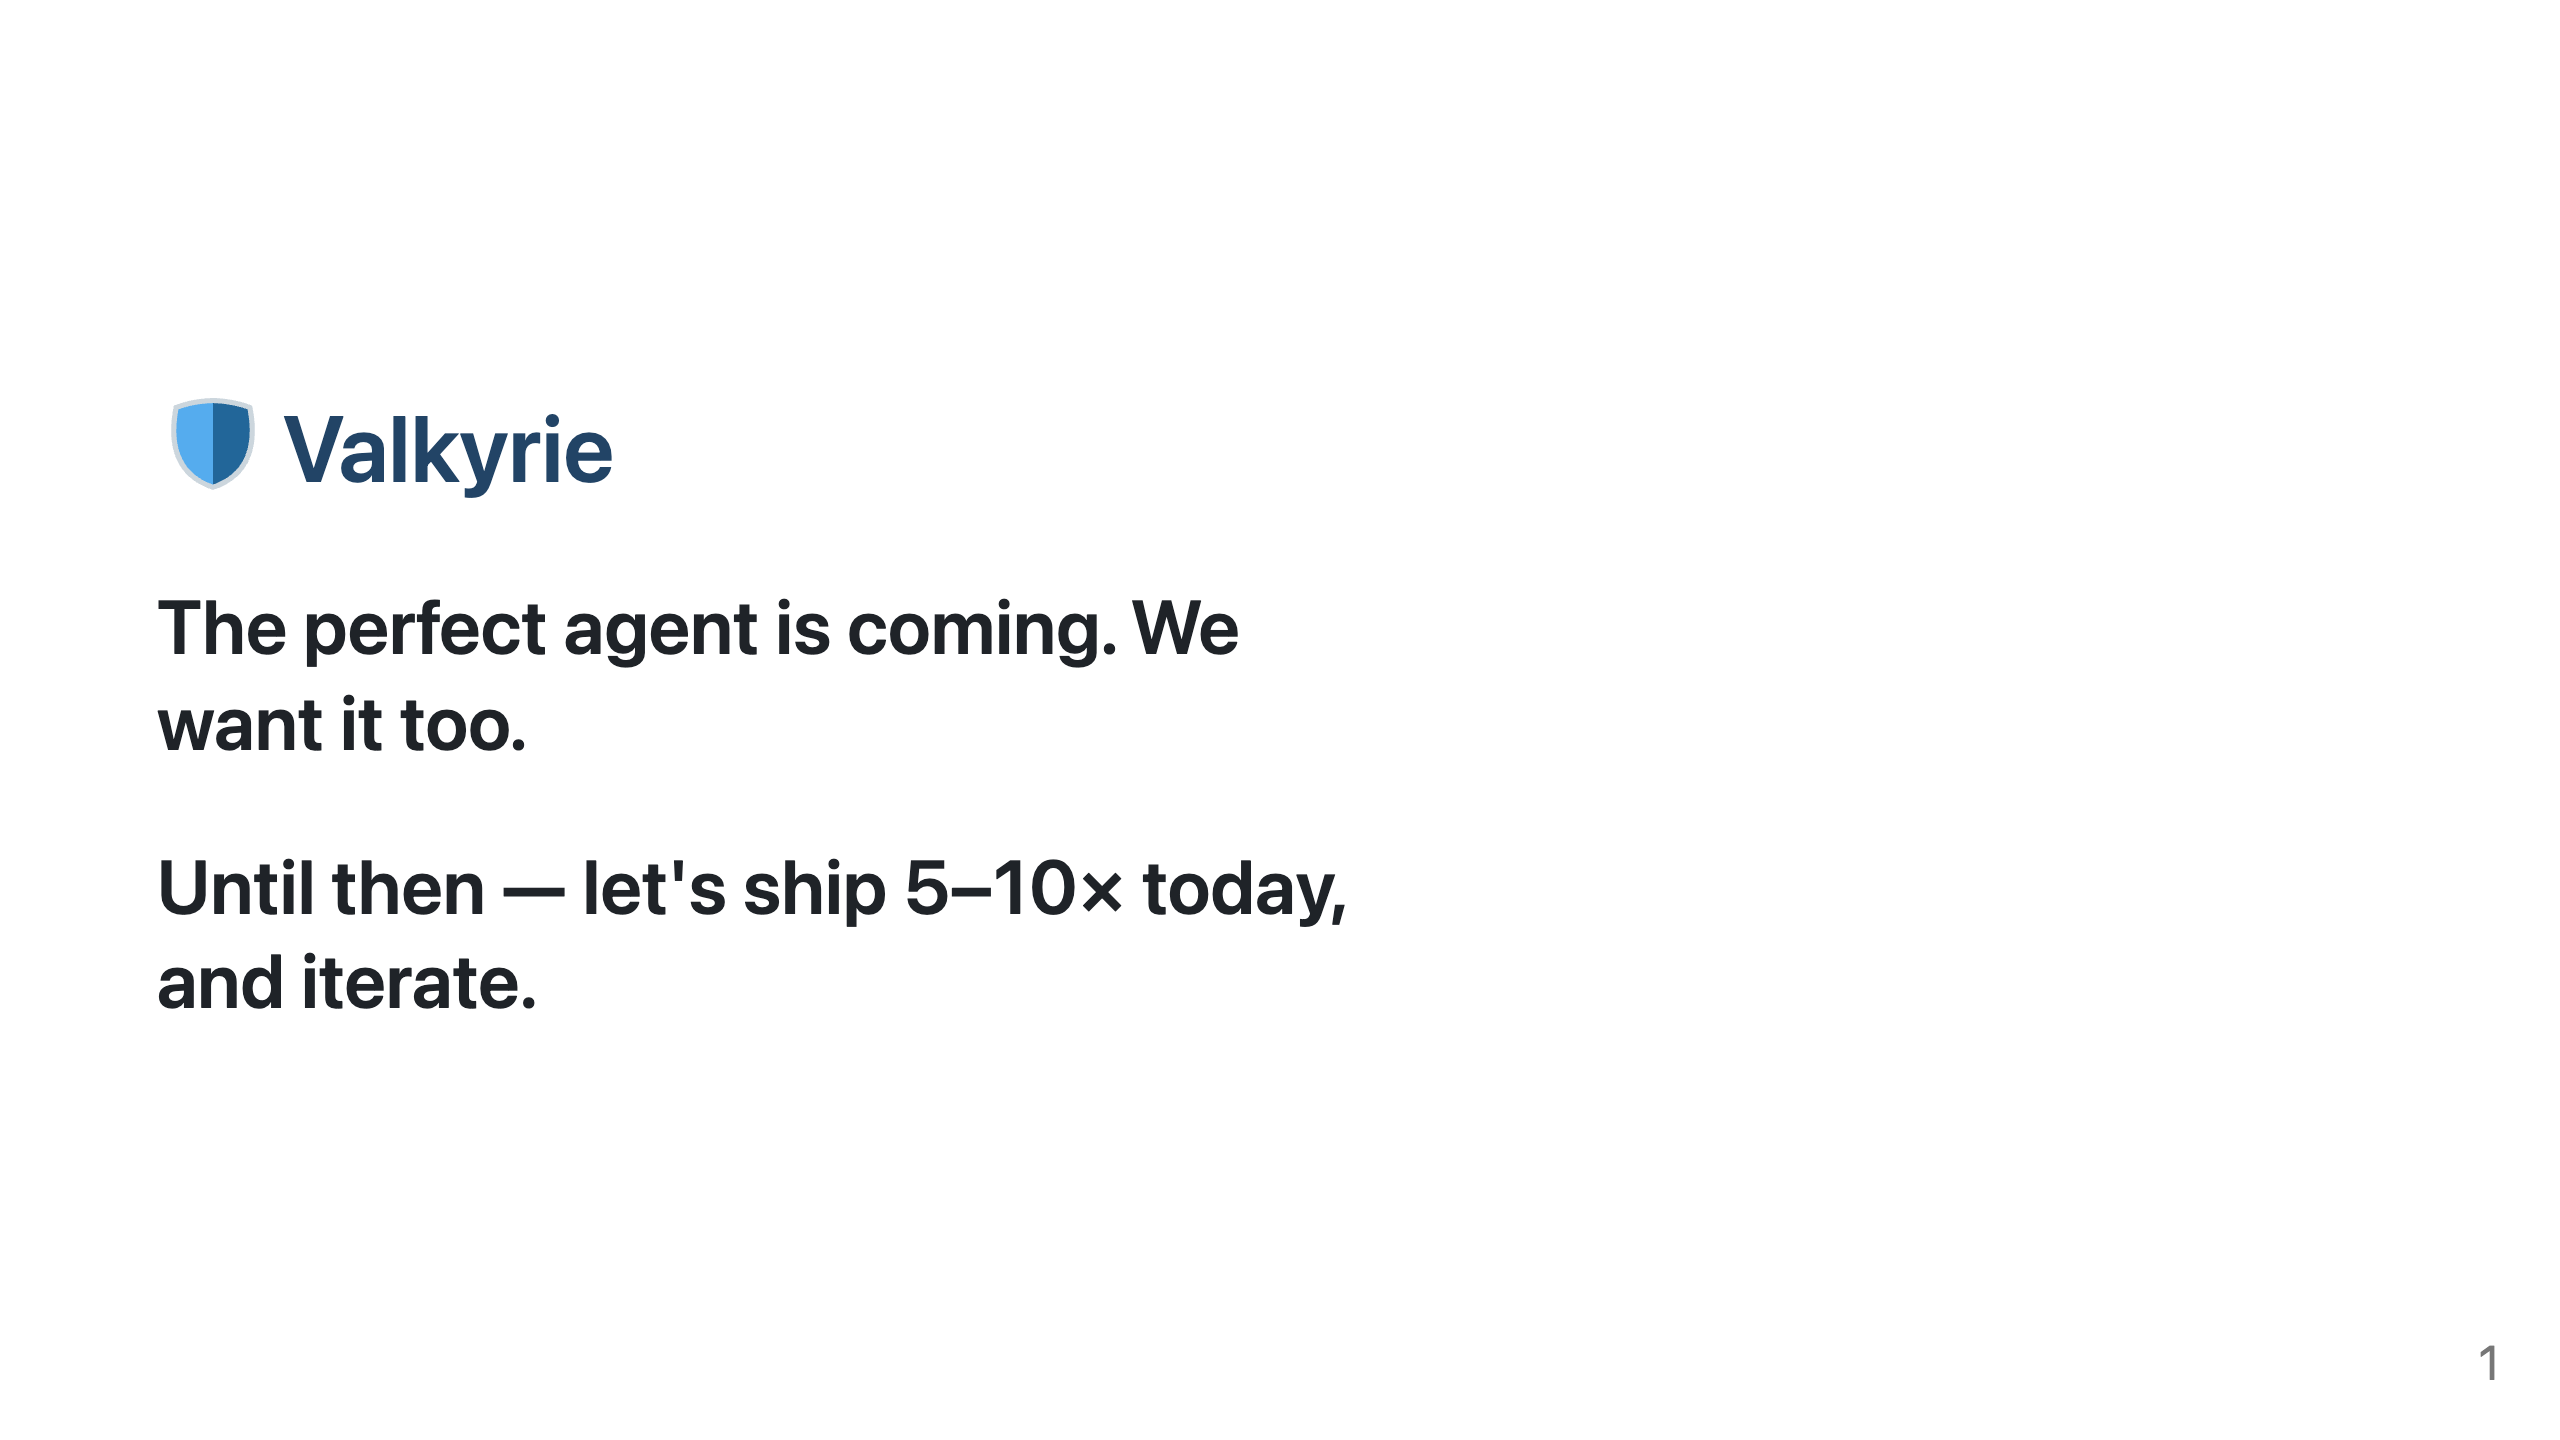 Valkyrie
The perfect agent is coming. We
want it too.
Until then — let's ship 5–10× today,
and iterate.
1